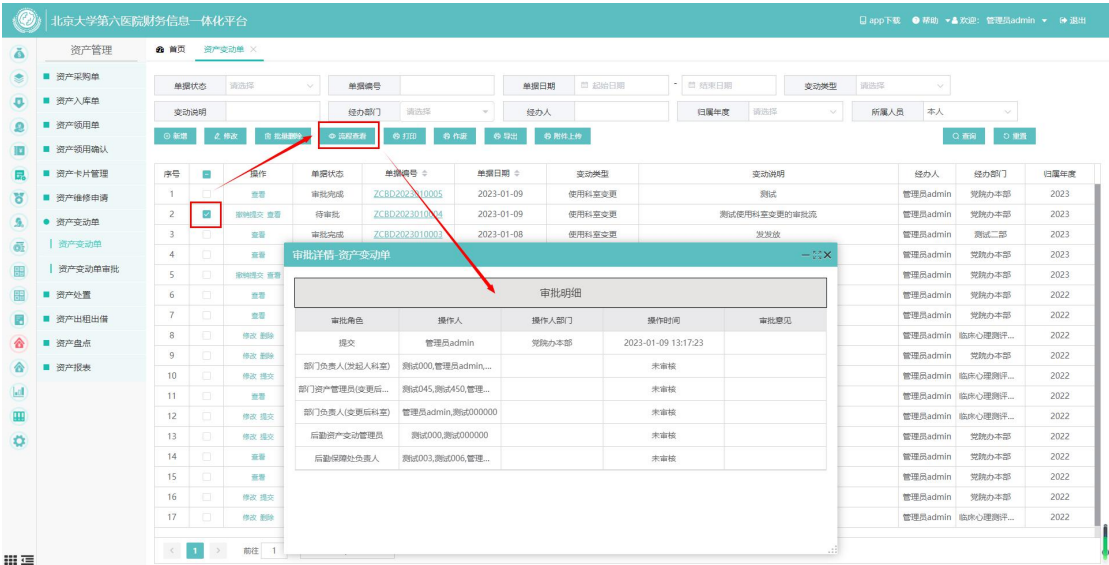 北京大学第六医院财务信息一体化平台
app下载 帮助 欢迎: 管理员admin 退出
资产管理
首页 资产变动单
资产采购单
资产入库单
资产领用单
资产领用确认
资产卡片管理
资产维修申请
资产变动单
资产变动单
资产变动单审批
资产处置
资产出租出借
资产盘点
资产报表
单据状态 请选择 单据编号 单据日期 起始日期 - 结束日期 变动类型 请选择
变动说明 经办部门 请选择 经办人 归属年度 请选择 所属人员 本人
新增 修改 批量删除 流程查看 打印 作废 导出 附件上传 查询 重置
序号 操作 单据状态 单据编号 单据日期 变动类型 变动说明 经办人 经办部门 归属年度
1 查看 审批完成 ZCBD2023010005 2023-01-09 使用科室变更 测试 管理员admin 党院办本部 2023
2 撤销提交 查看 待审批 ZCBD2023010004 2023-01-09 使用科室变更 测试使用科室变更的审批流 管理员admin 党院办本部 2023
3 查看 审批完成 ZCBD2023010003 2023-01-08 使用科室变更 发发放 管理员admin 测试二部 2023
4 查看 管理员admin 党院办本部 2023
5 撤销提交 查看 管理员admin 党院办本部 2023
6 查看 管理员admin 党院办本部 2022
7 查看 管理员admin 党院办本部 2022
8 修改 删除 管理员admin 临床心理测评... 2022
9 修改 删除 管理员admin 党院办本部 2022
10 修改 提交 管理员admin 临床心理测评... 2022
11 查看 管理员admin 临床心理测评... 2022
12 修改 提交 管理员admin 临床心理测评... 2022
13 修改 提交 管理员admin 党院办本部 2022
14 查看 管理员admin 党院办本部 2022
15 查看 管理员admin 党院办本部 2022
16 修改 提交 管理员admin 党院办本部 2022
17 修改 删除 管理员admin 临床心理测评... 2022
审批详情-资产变动单
审批明细
审批角色 操作人 操作人部门 操作时间 审批意见
提交 管理员admin 党院办本部 2023-01-09 13:17:23
部门负责人(发起人科室) 测试000,管理员admin,... 未审核
部门资产管理员(变更后... 测试045,测试450,管理... 未审核
部门负责人(变更后科室) 管理员admin,测试000000 未审核
后勤资产变动管理员 测试000,测试000000 未审核
后勤保障处负责人 测试003,测试006,管理... 未审核
1 前往 1